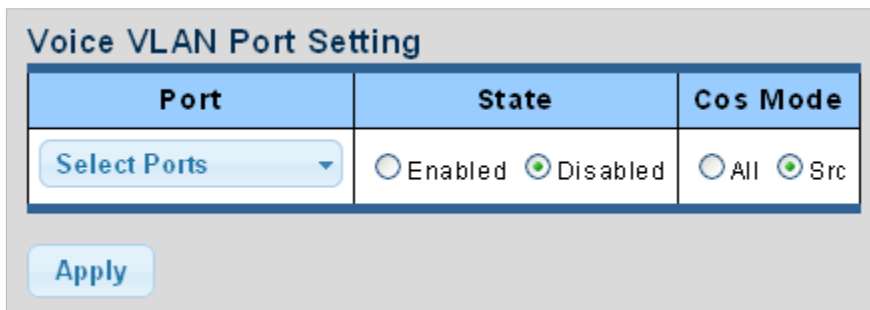 Voice VLAN Port Setting
Port State Cos Mode
Select Ports Enabled Disabled All Src
Apply